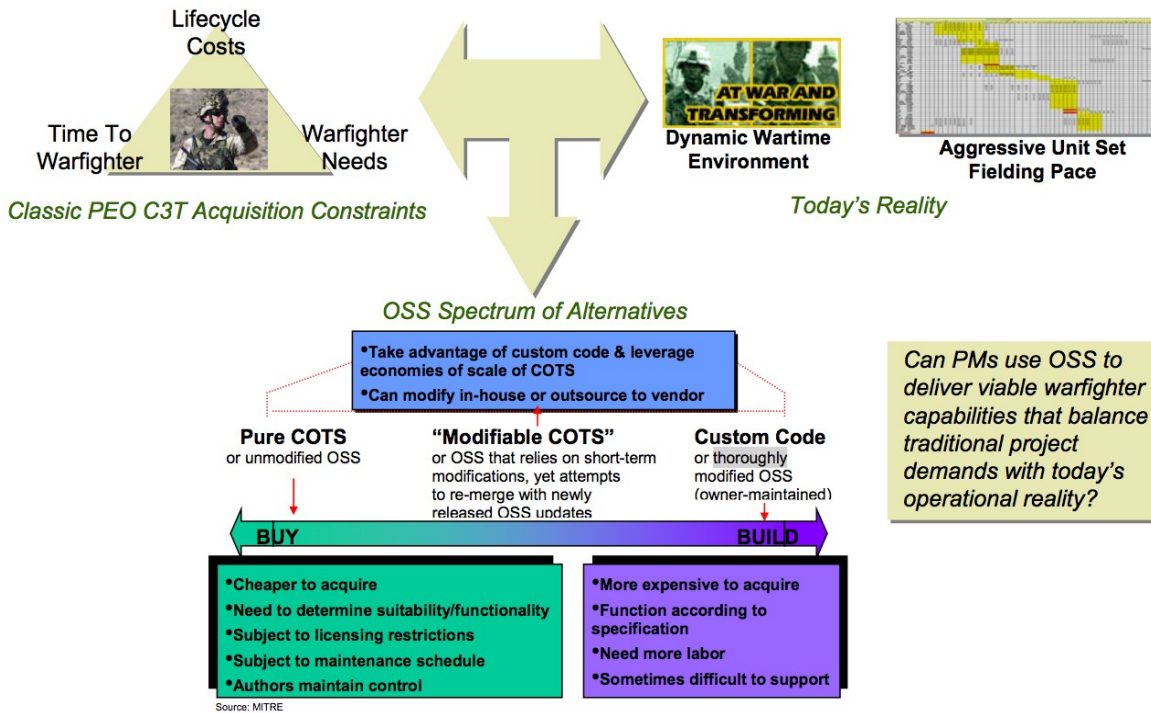 Lifecycle
Costs
Time To
Warfighter
Warfighter
Needs
Classic PEO C3T Acquisition Constraints
AT WAR AND
TRANSFORMING
Dynamic Wartime
Environment
Aggressive Unit Set
Fielding Pace
Today's Reality
OSS Spectrum of Alternatives
•Take advantage of custom code & leverage
economies of scale of COTS
•Can modify in-house or outsource to vendor
Pure COTS
or unmodified OSS
“Modifiable COTS”
or OSS that relies on short-term
modifications, yet attempts
to re-merge with newly
released OSS updates
Custom Code
or thoroughly
modified OSS
(owner-maintained)
BUY
BUILD
•Cheaper to acquire
•Need to determine suitability/functionality
•Subject to licensing restrictions
•Subject to maintenance schedule
•Authors maintain control
•More expensive to acquire
•Function according to
specification
•Need more labor
•Sometimes difficult to support
Source: MITRE
Can PMs use OSS to
deliver viable warfighter
capabilities that balance
traditional project
demands with today's
operational reality?